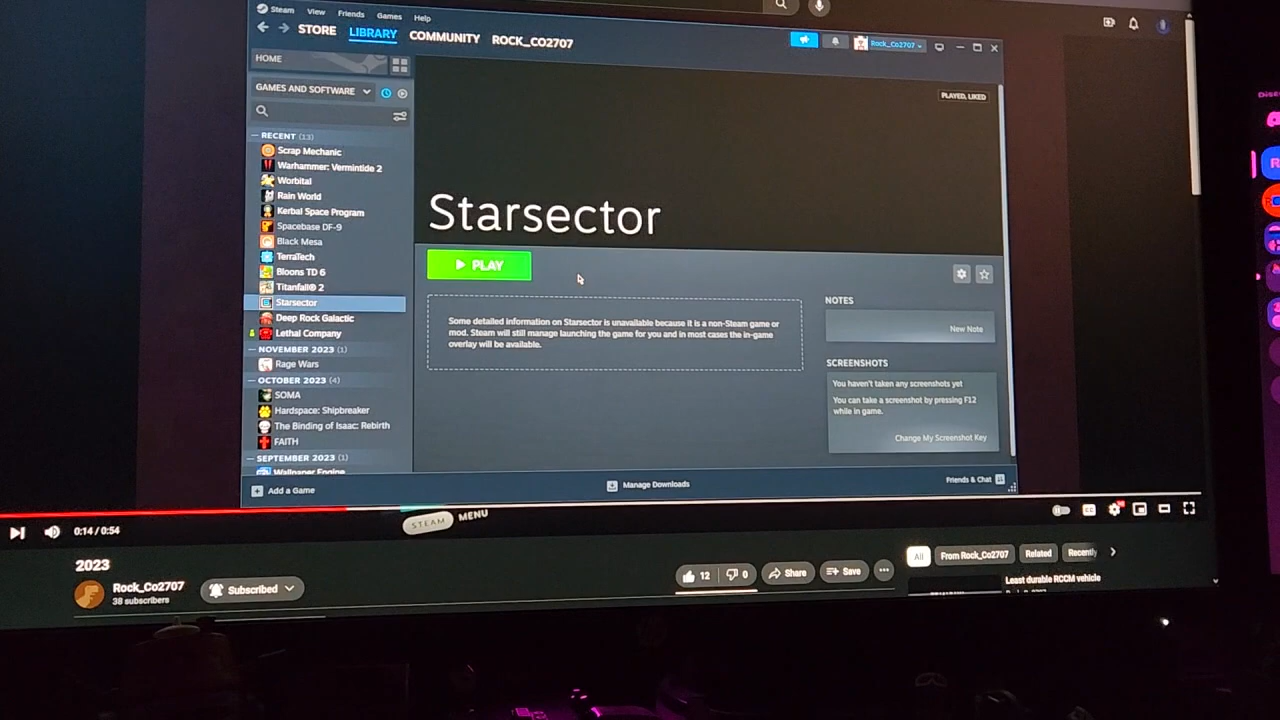 Steam View Friends Games Help
STORE LIBRARY COMMUNITY ROCK_CO2707
Rock_Co2707
HOME
GAMES AND SOFTWARE
PLAYED, LIKED
RECENT (13)
Scrap Mechanic
Warhammer: Vermintide 2
Worbital
Rain World
Kerbal Space Program
Spacebase DF-9
Black Mesa
TerraTech
Bloons TD 6
Titanfall® 2
Starsector
Deep Rock Galactic
Lethal Company
NOVEMBER 2023 (1)
Rage Wars
OCTOBER 2023 (4)
SOMA
Hardspace: Shipbreaker
The Binding of Isaac: Rebirth
FAITH
SEPTEMBER 2023 (1)
Wallpaper Engine
Starsector
PLAY
Some detailed information on Starsector is unavailable because it is a non-Steam game or
mod. Steam will still manage launching the game for you and in most cases the in-game
overlay will be available.
NOTES
New Note
SCREENSHOTS
You haven't taken any screenshots yet
You can take a screenshot by pressing F12
while in game.
Change My Screenshot Key
Add a Game
Manage Downloads
Friends & Chat
0:14 / 0:54
STEAM MENU
2023
Rock_Co2707
38 subscribers
Subscribed
12 0
Share
Save
All From Rock_Co2707 Related Recently
Least durable RCCM vehicle